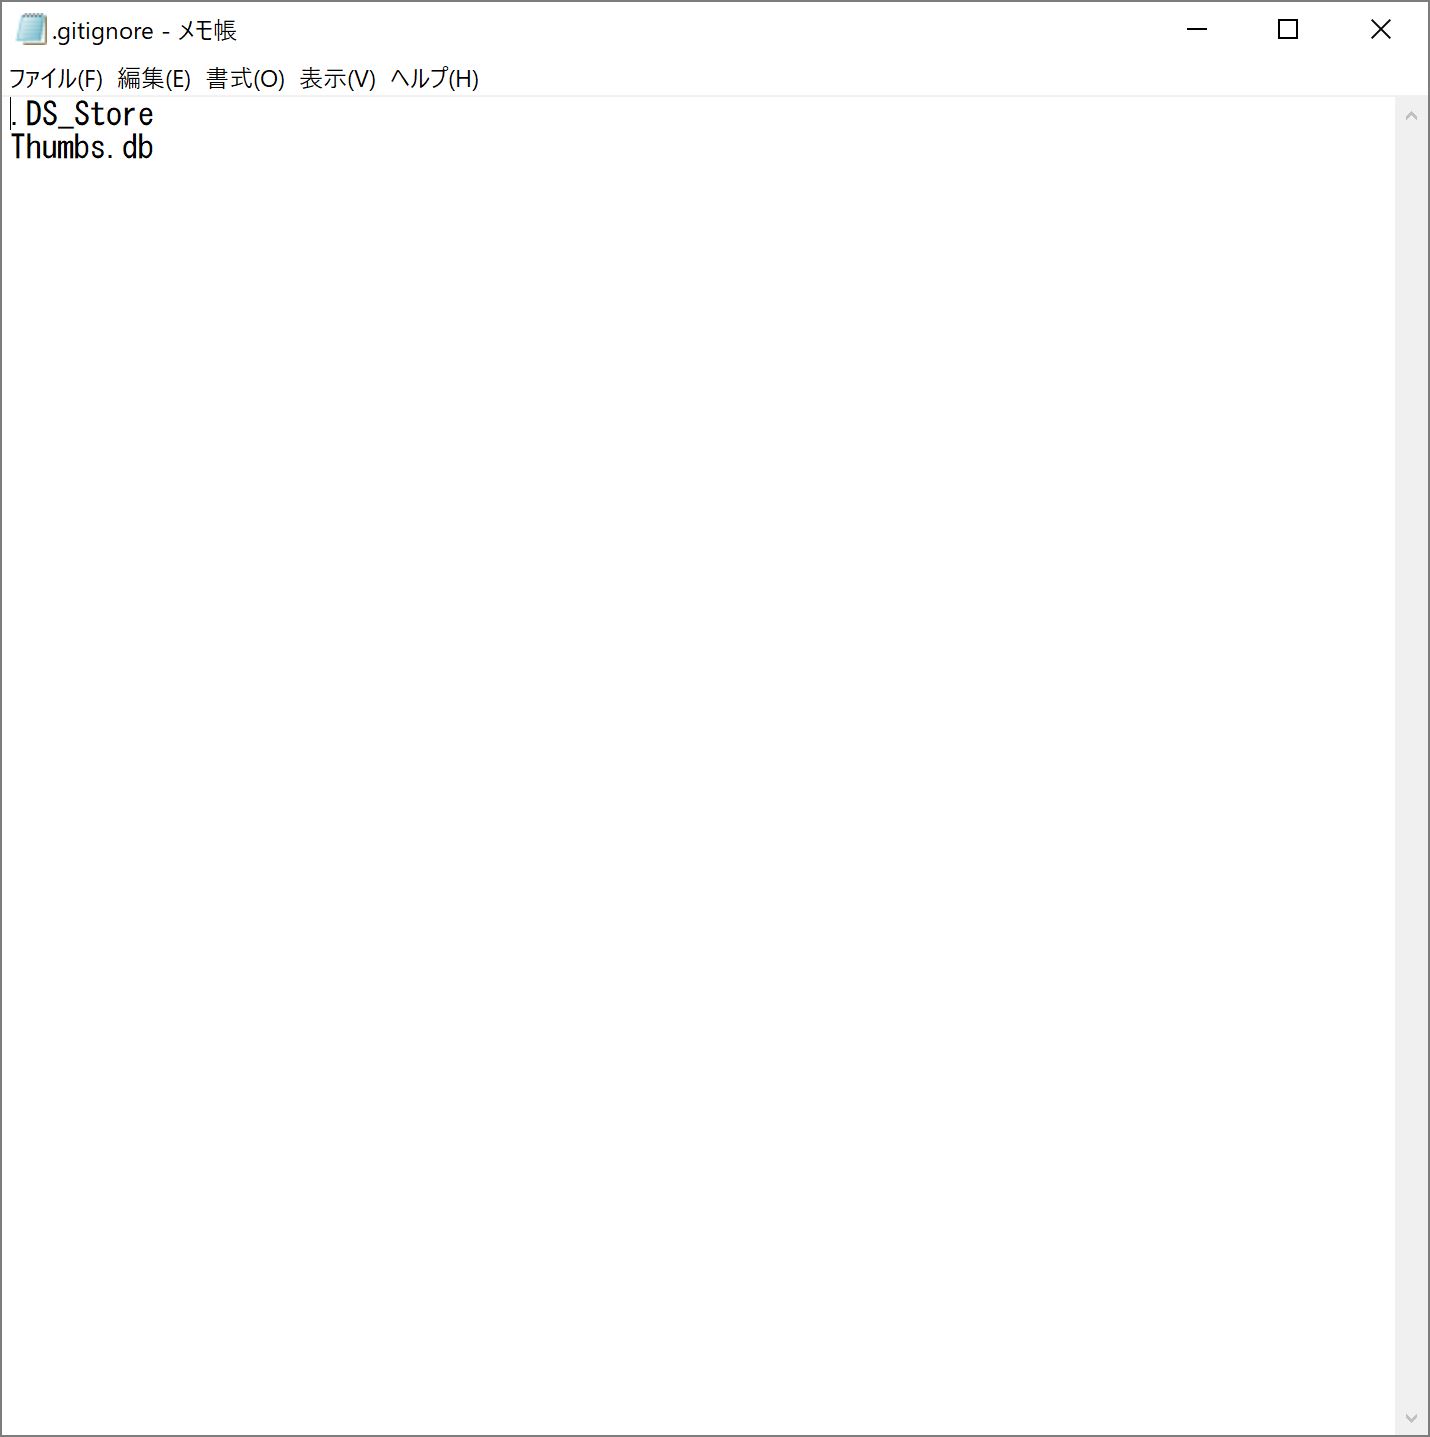 .gitignore - メモ帳
ファイル(F) 編集(E) 書式(O) 表示(V) ヘルプ(H)
.DS_Store
Thumbs.db